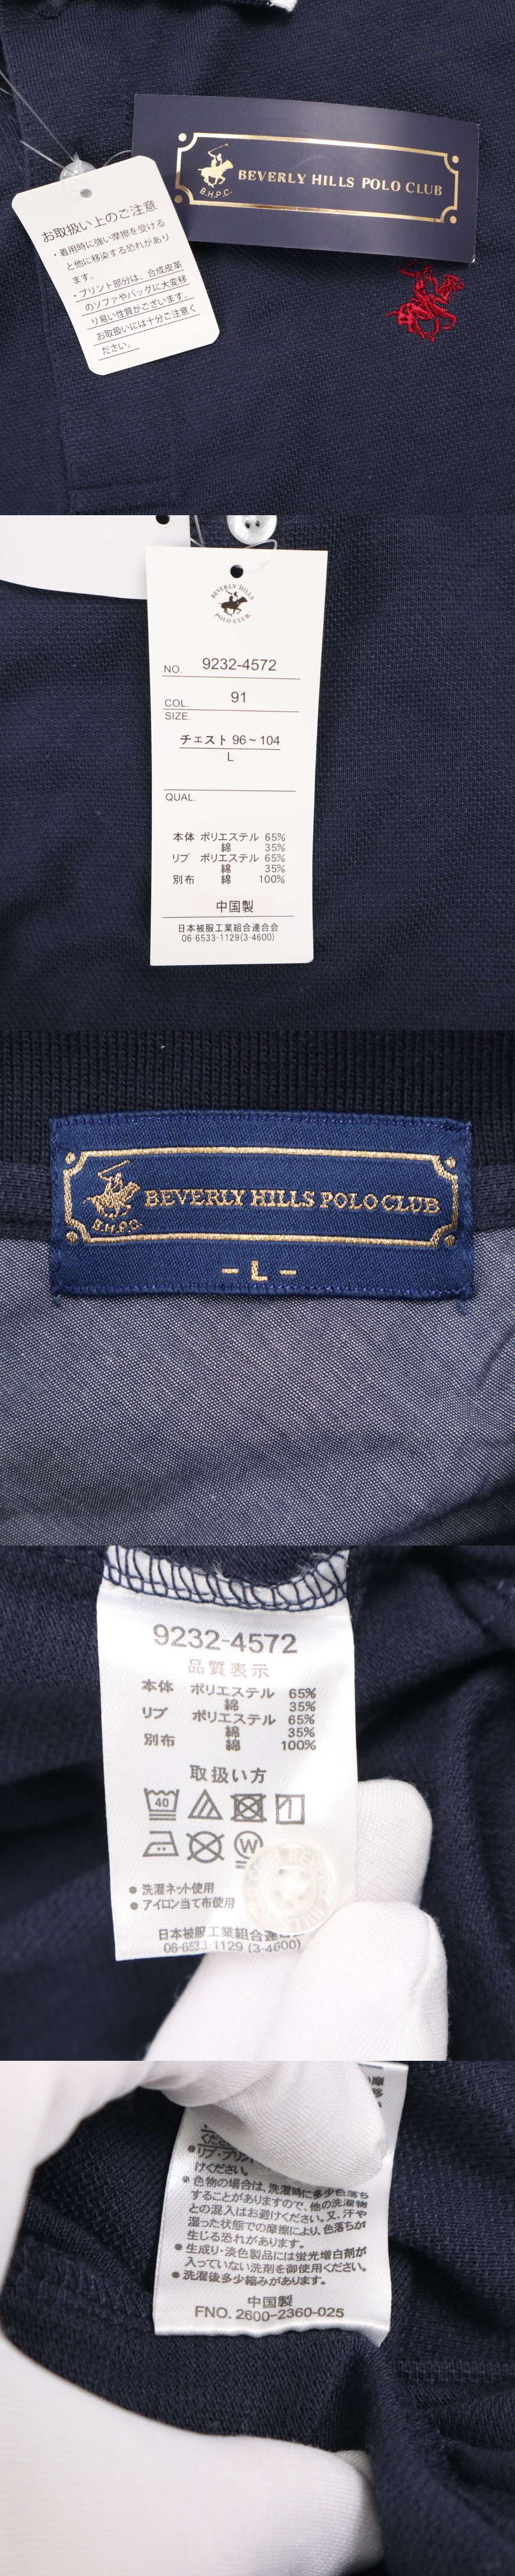 BEVERLY HILLS POLO CLUB
B.H.P.C.
お取扱い上のご注意
・着用時に強い摩擦を受ける
と他に移染する恐れがあり
ます。
・プリント部分は、合成皮革
のソファやバッグに大変移
り易い性質がございます。
お取扱いには十分ご注意く
ださい。
BEVERLY HILLS
POLO CLUB
NO. 9232-4572
COL. 91
SIZE.
チェスト 96~104
L
QUAL.
本体 ポリエステル 65%
綿 35%
リブ ポリエステル 65%
綿 35%
別布 綿 100%
中国製
日本被服工業組合連合会
06-6533-1129(3-4600)
BEVERLY HILLS POLO CLUB
B.H.P.C.
- L -
9232-4572
品質表示
本体 ポリエステル 65%
綿 35%
リブ ポリエステル 65%
綿 35%
別布 綿 100%
取扱い方
40
W
●洗濯ネット使用
●アイロン当て布使用
日本被服工業組合連合
06-6533-1129 (3-4600)
●リブ・プリント
けください。
●色物の場合は、洗濯時に多少色落ち
することがありますので、他の洗濯物
との混入はお避けください。又、汗や
湿った状態での摩擦により、色落ちが
生じる恐れがあります。
●生成り・淡色製品には蛍光増白剤が
入っていない洗剤を御使用ください。
●洗濯後多少縮みがあります。
中国製
FNO. 2600-2360-025